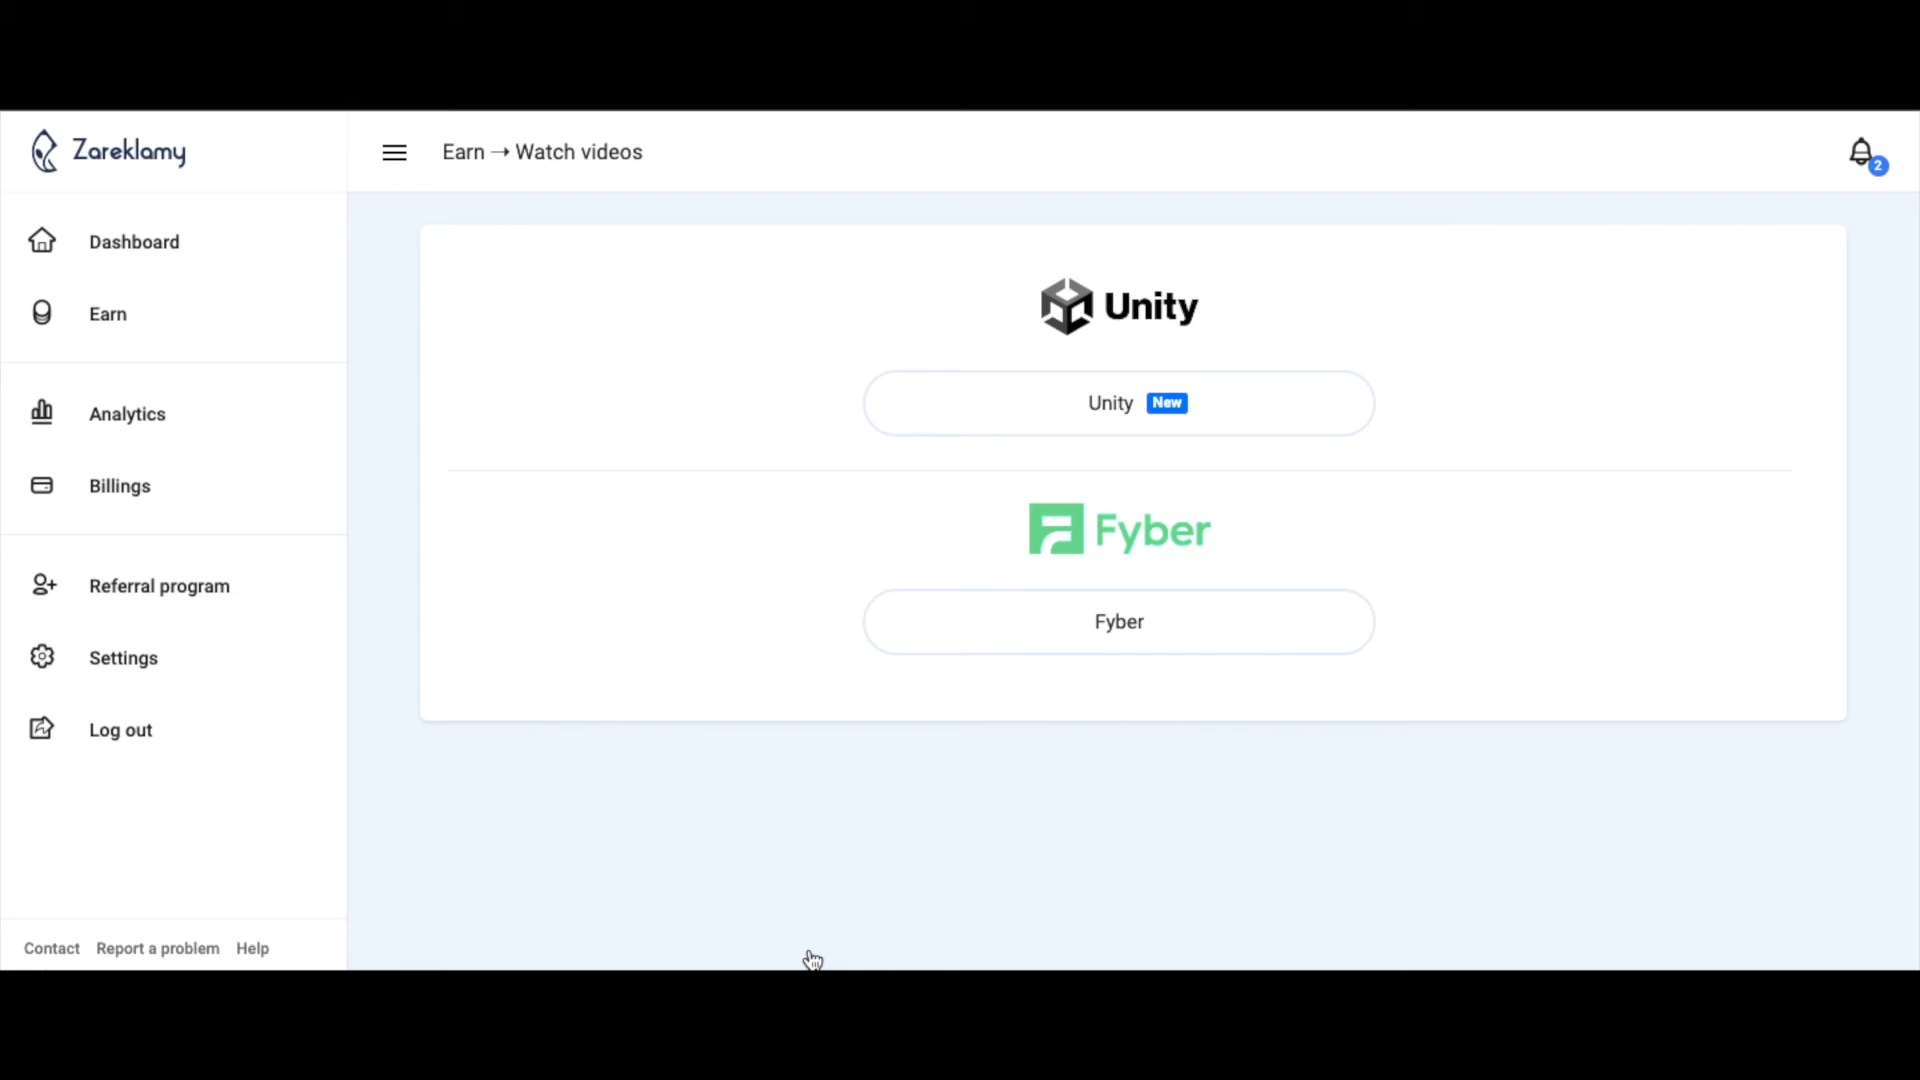 Zareklamy
Earn → Watch videos
2
Dashboard
Earn
Analytics
Billings
Referral program
Settings
Log out
Contact Report a problem Help
Unity
Unity New
Fyber
Fyber